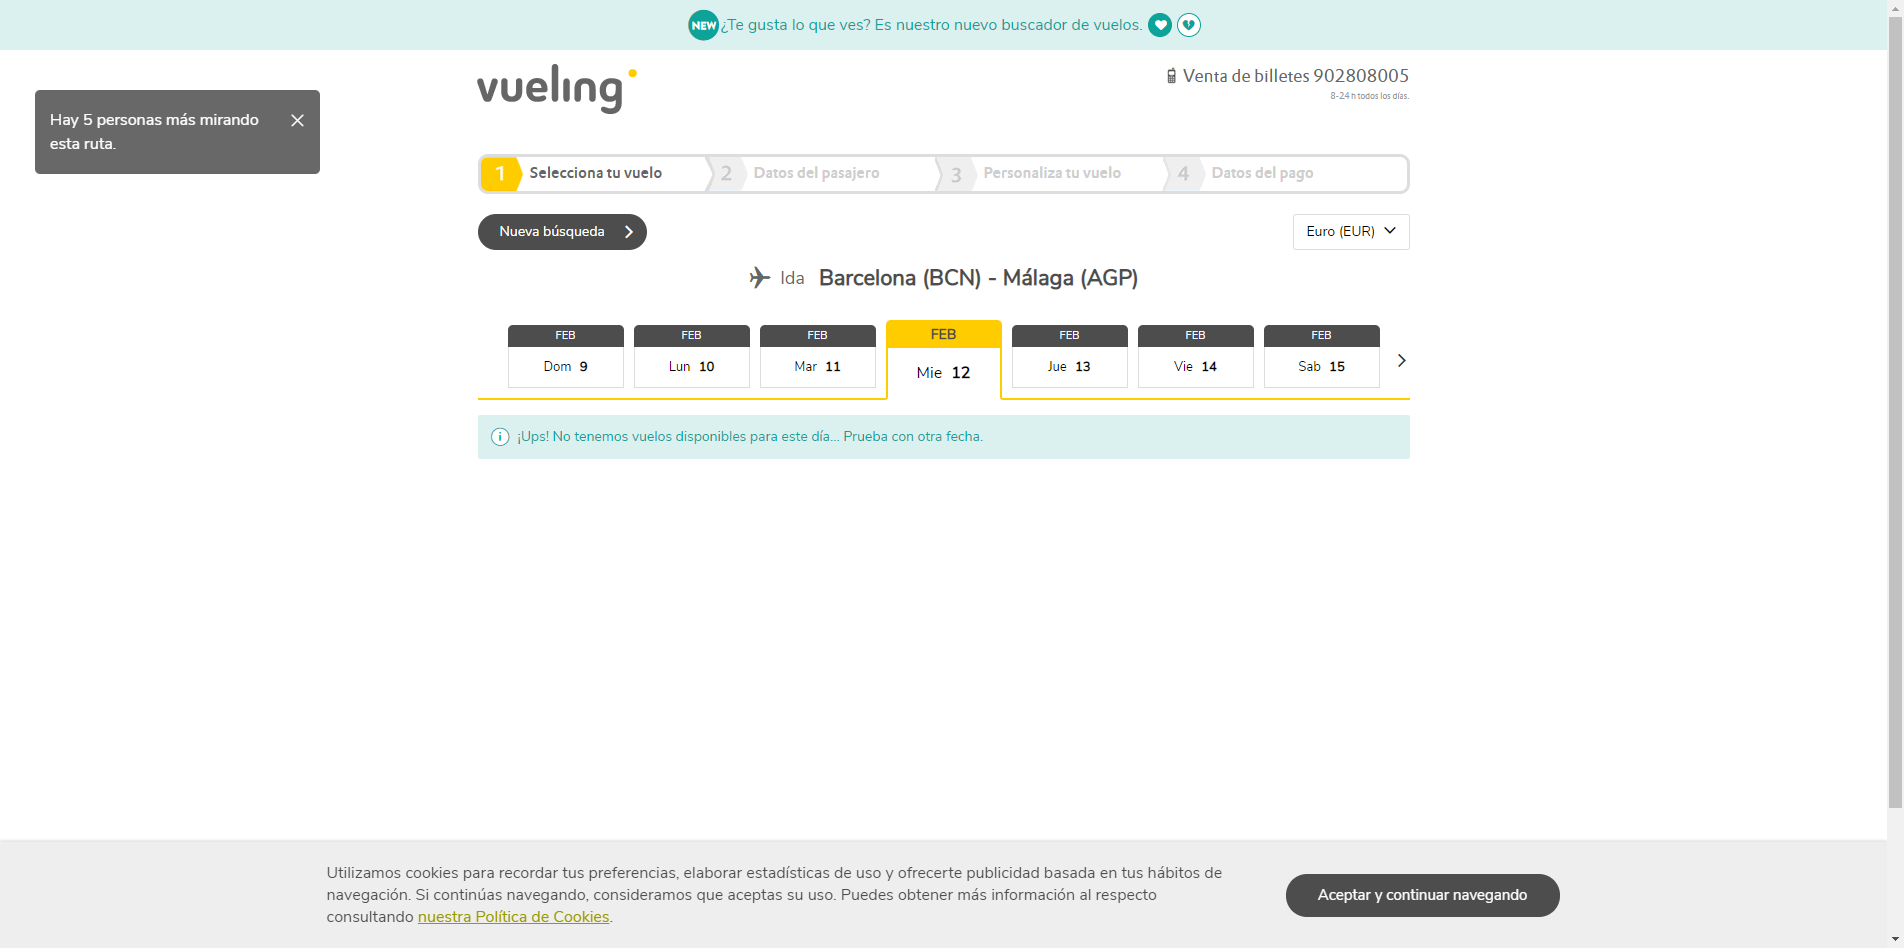 NEW ¿Te gusta lo que ves? Es nuestro nuevo buscador de vuelos.
vueling
Venta de billetes 902808005
8-24 h todos los días.
Hay 5 personas más mirando
esta ruta.
1 Selecciona tu vuelo 2 Datos del pasajero 3 Personaliza tu vuelo 4 Datos del pago
Nueva búsqueda
Euro (EUR)
Ida Barcelona (BCN) - Málaga (AGP)
FEB FEB FEB FEB FEB FEB FEB
Dom 9 Lun 10 Mar 11 Mie 12 Jue 13 Vie 14 Sab 15
¡Ups! No tenemos vuelos disponibles para este día... Prueba con otra fecha.
Utilizamos cookies para recordar tus preferencias, elaborar estadísticas de uso y ofrecerte publicidad basada en tus hábitos de
navegación. Si continúas navegando, consideramos que aceptas su uso. Puedes obtener más información al respecto
consultando nuestra Política de Cookies.
Aceptar y continuar navegando